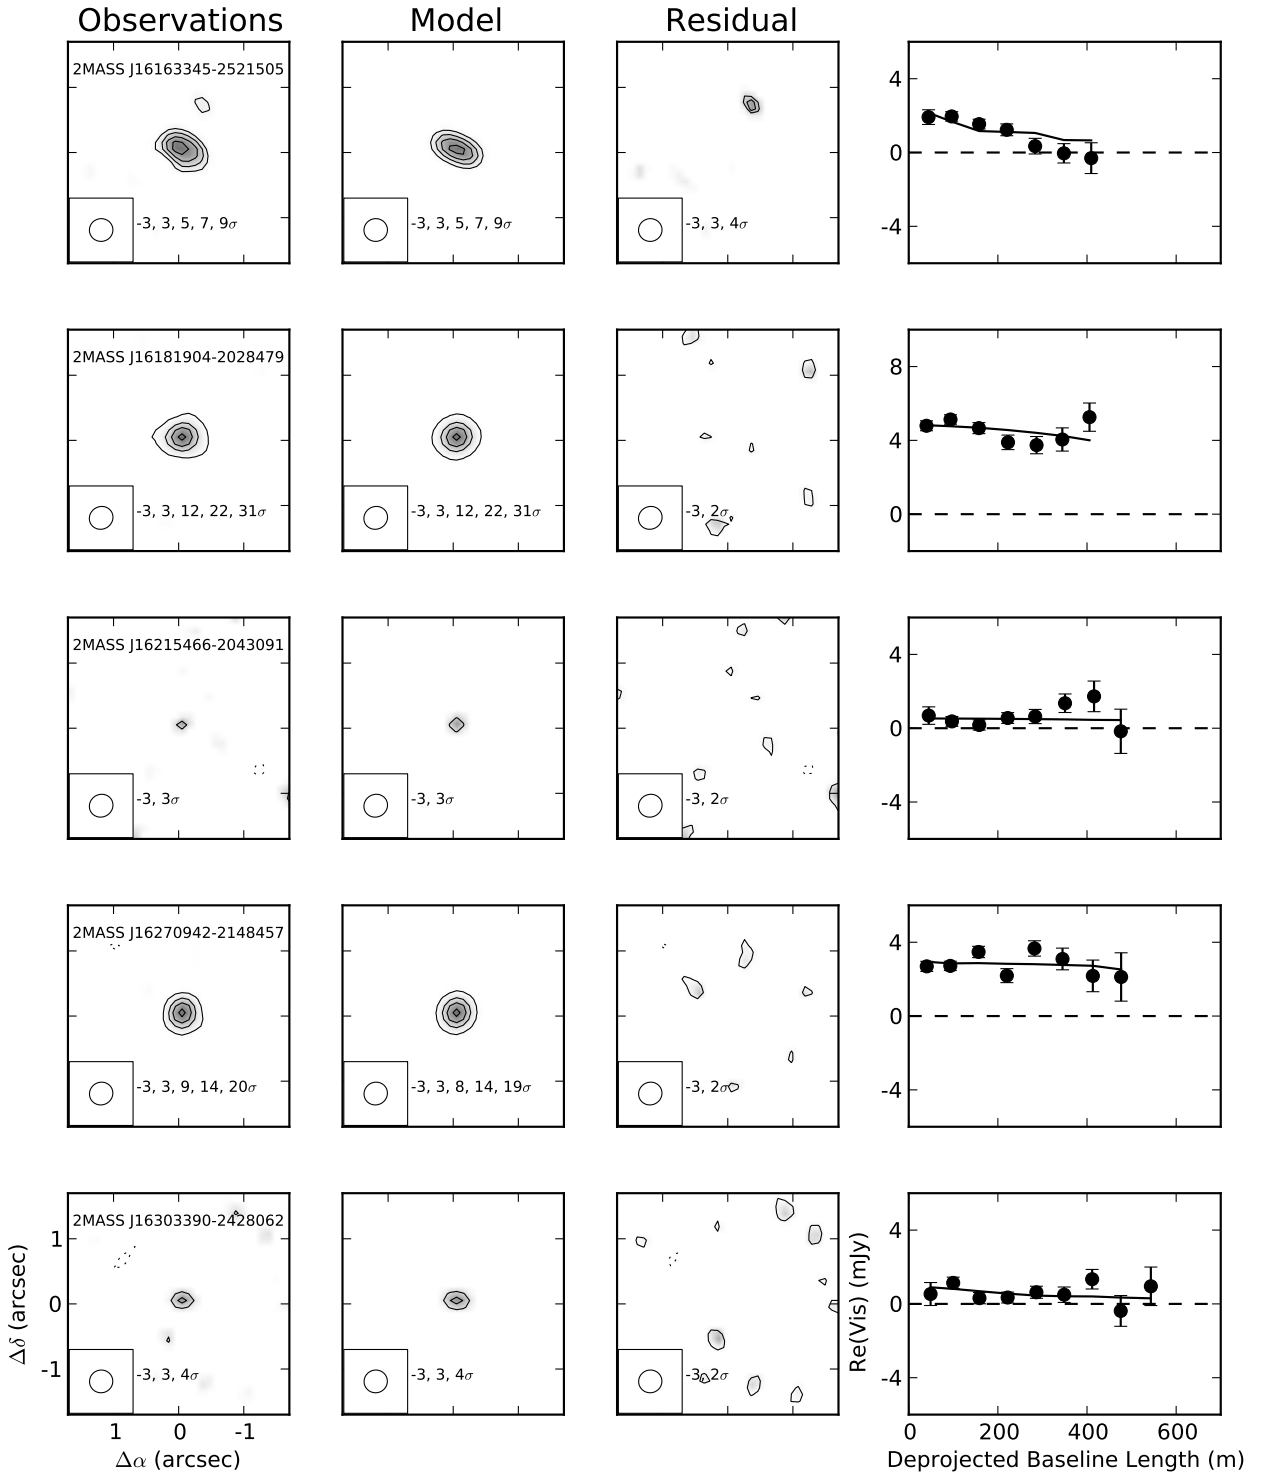 Observations Model Residual
2MASS J16163345-2521505
4
0
-4
-3, 3, 5, 7, 9σ -3, 3, 5, 7, 9σ -3, 3, 4σ
2MASS J16181904-2028479
8
4
0
-3, 3, 12, 22, 31σ -3, 3, 12, 22, 31σ -3, 2σ
2MASS J16215466-2043091
4
0
-4
-3, 3σ -3, 3σ -3, 2σ
2MASS J16270942-2148457
4
0
-4
-3, 3, 9, 14, 20σ -3, 3, 8, 14, 19σ -3, 2σ
2MASS J16303390-2428062
1
0
-1
Δδ (arcsec)
-3, 3, 4σ -3, 3, 4σ -3, 2σ
Re(Vis) (mJy)
4
0
-4
1 0 -1
Δα (arcsec)
0 200 400 600
Deprojected Baseline Length (m)